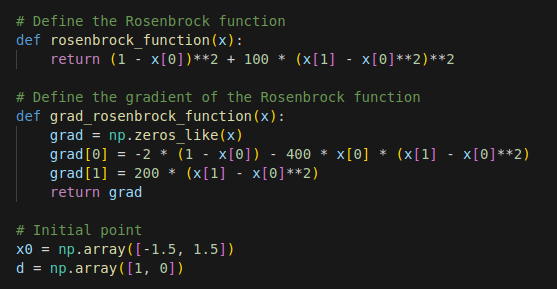 # Define the Rosenbrock function
def rosenbrock_function(x):
    return (1 - x[0])**2 + 100 * (x[1] - x[0]**2)**2

# Define the gradient of the Rosenbrock function
def grad_rosenbrock_function(x):
    grad = np.zeros_like(x)
    grad[0] = -2 * (1 - x[0]) - 400 * x[0] * (x[1] - x[0]**2)
    grad[1] = 200 * (x[1] - x[0]**2)
    return grad

# Initial point
x0 = np.array([-1.5, 1.5])
d = np.array([1, 0])